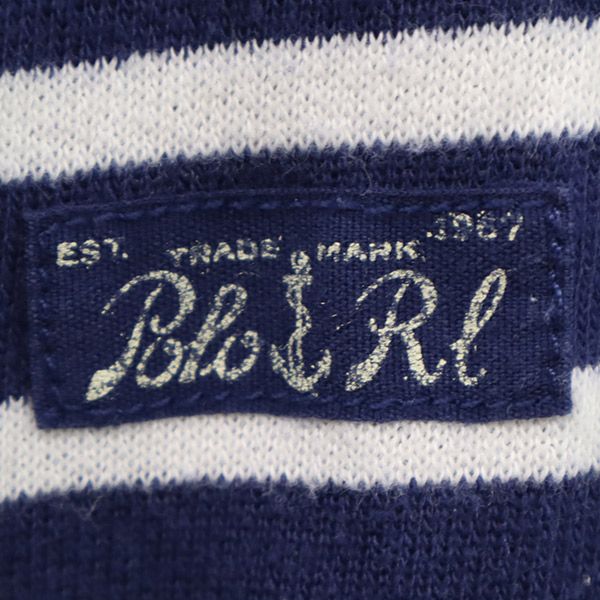 EST. TRADE MARK. 1967
Polo Rl